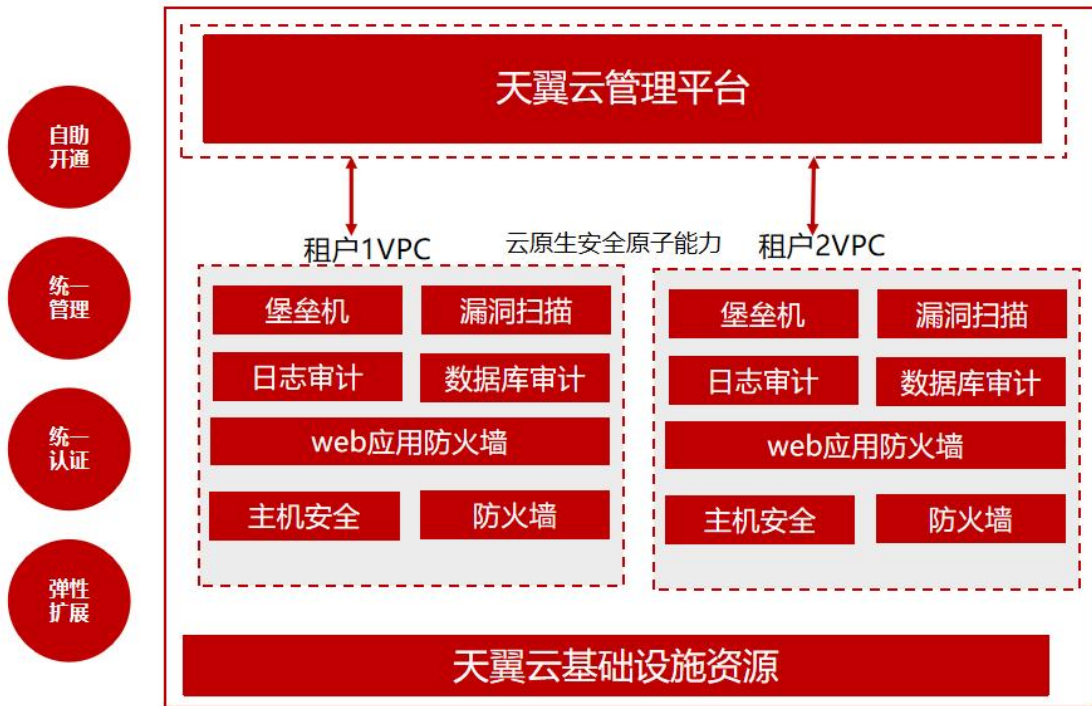 天翼云管理平台
自助
开通
统一
管理
统一
认证
弹性
扩展
租户1VPC
云原生安全原子能力
租户2VPC
堡垒机
漏洞扫描
日志审计
数据库审计
web应用防火墙
主机安全
防火墙
堡垒机
漏洞扫描
日志审计
数据库审计
web应用防火墙
主机安全
防火墙
天翼云基础设施资源